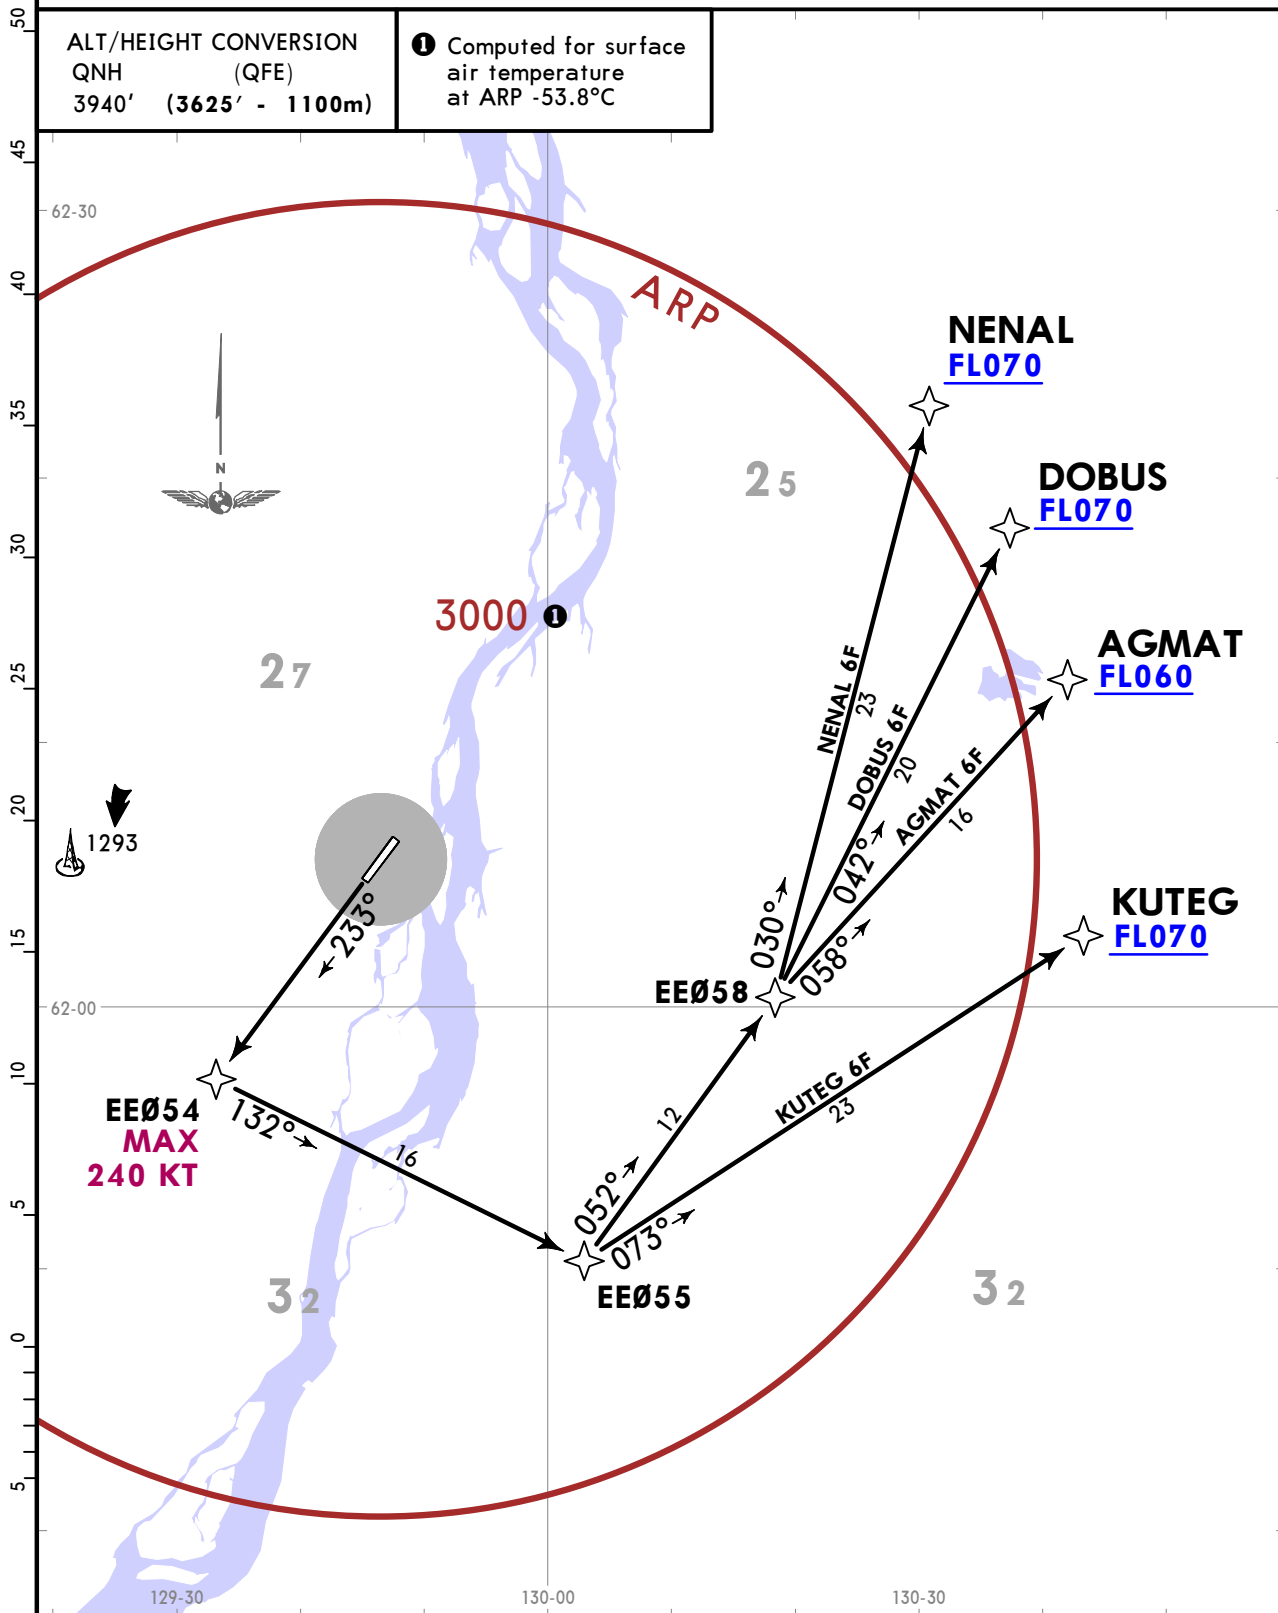 50
ALT/HEIGHT CONVERSION
QNH (QFE)
3940′ (3625′ - 1100m)
1 Computed for surface
air temperature
at ARP -53.8°C
45
62-30
40
ARP
NENAL
FL070
35
N
25
DOBUS
FL070
30
3000 1
AGMAT
FL060
27
25
NENAL 6F
23
DOBUS 6F
20
AGMAT 6F
16
20
1293
042°
233°
030°
058°
KUTEG
FL070
15
EEØ58
62-00
10
EEØ54
MAX
240 KT
132°
16
12
KUTEG 6F
23
052°
073°
5
EEØ55
32
32
0
5
129-30
130-00
130-30